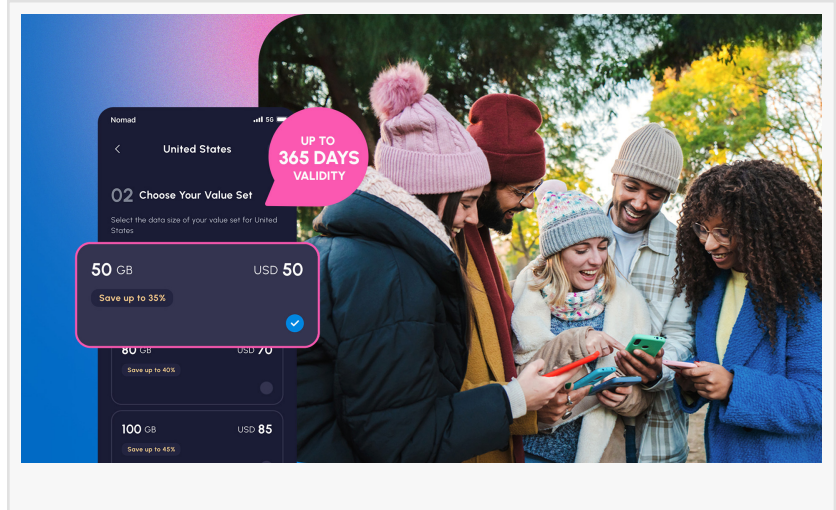 Nomad
5G
United States
UP TO
365 DAYS
VALIDITY
02 Choose Your Value Set
Select the data size of your value set for United
States
50 GB USD 50
Save up to 35%
80 GB USD 70
Save up to 40%
100 GB USD 85
Save up to 45%